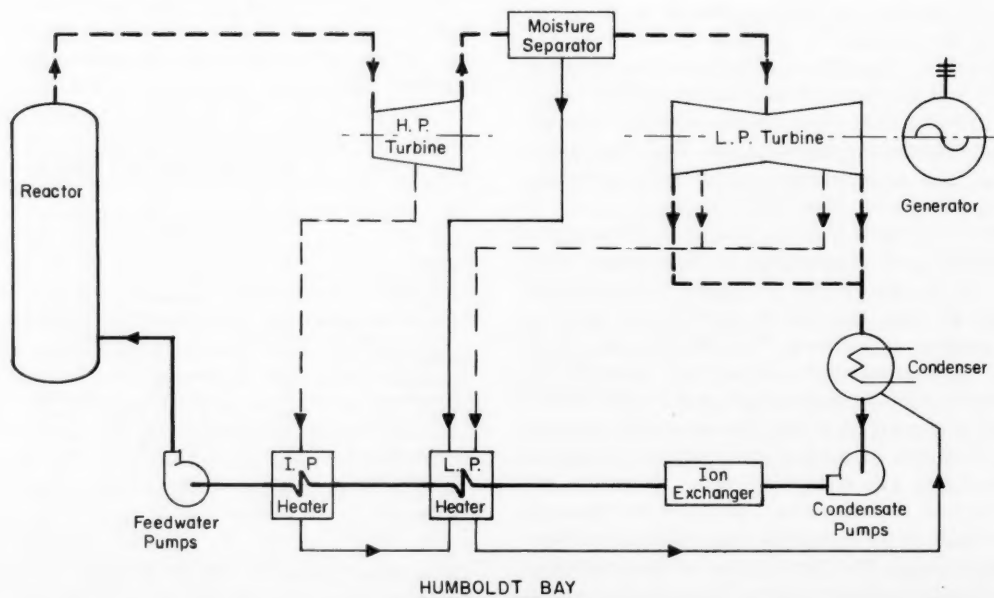 Moisture
Separator
H. P.
Turbine
L. P. Turbine
Reactor
Generator
Condenser
I. P
Heater
L. P.
Heater
Ion
Exchanger
Feedwater
Pumps
Condensate
Pumps
HUMBOLDT BAY